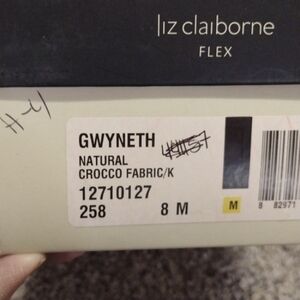 liz claiborne
FLEX
GWYNETH
NATURAL
CROCCO FABRIC/K
12710127
258 8 M
M
8 82971